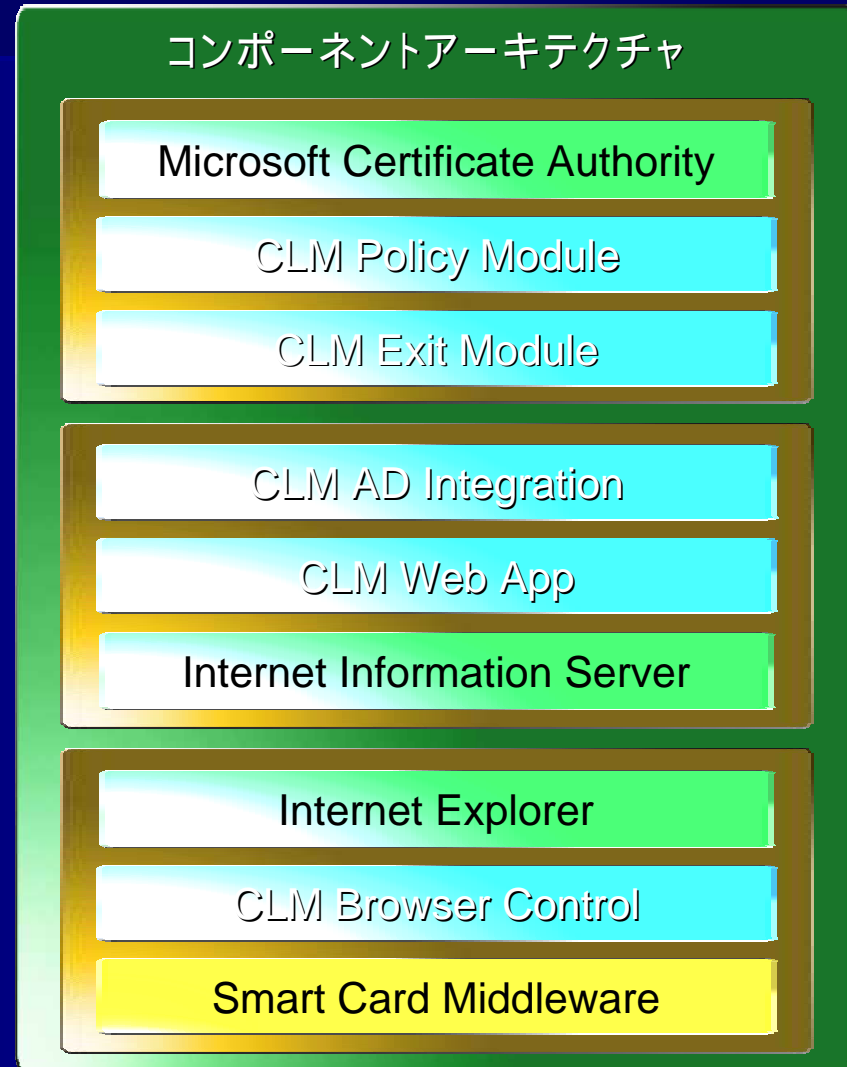 コンポーネントアーキテクチャ
Microsoft Certificate Authority
CLM Policy Module
CLM Exit Module
CLM AD Integration
CLM Web App
Internet Information Server
Internet Explorer
CLM Browser Control
Smart Card Middleware